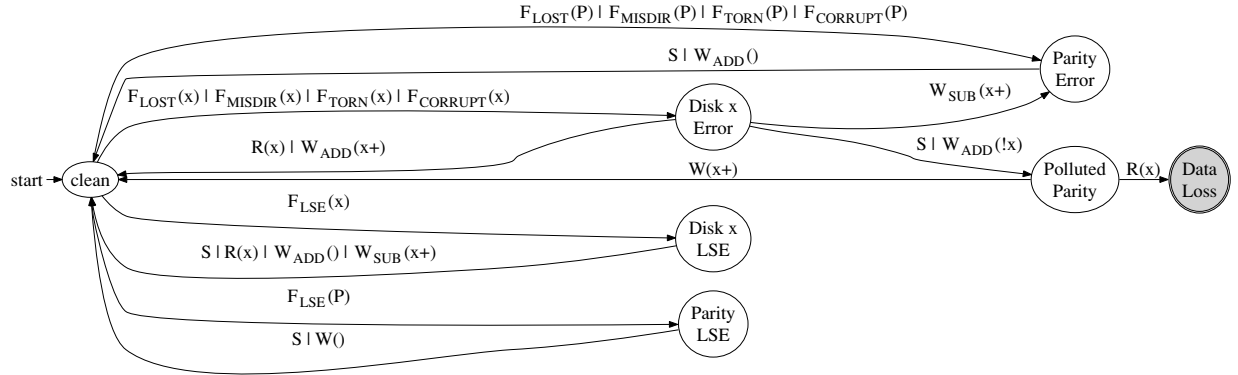 F_LOST(P) | F_MISDIR(P) | F_TORN(P) | F_CORRUPT(P)
S | W_ADD()
Parity
Error
F_LOST(x) | F_MISDIR(x) | F_TORN(x) | F_CORRUPT(x)
Disk x
Error
W_SUB(x+)
R(x) | W_ADD(x+)
S | W_ADD(!x)
start
clean
W(x+)
Polluted
Parity
R(x)
Data
Loss
F_LSE(x)
Disk x
LSE
S | R(x) | W_ADD() | W_SUB(x+)
F_LSE(P)
Parity
LSE
S | W()